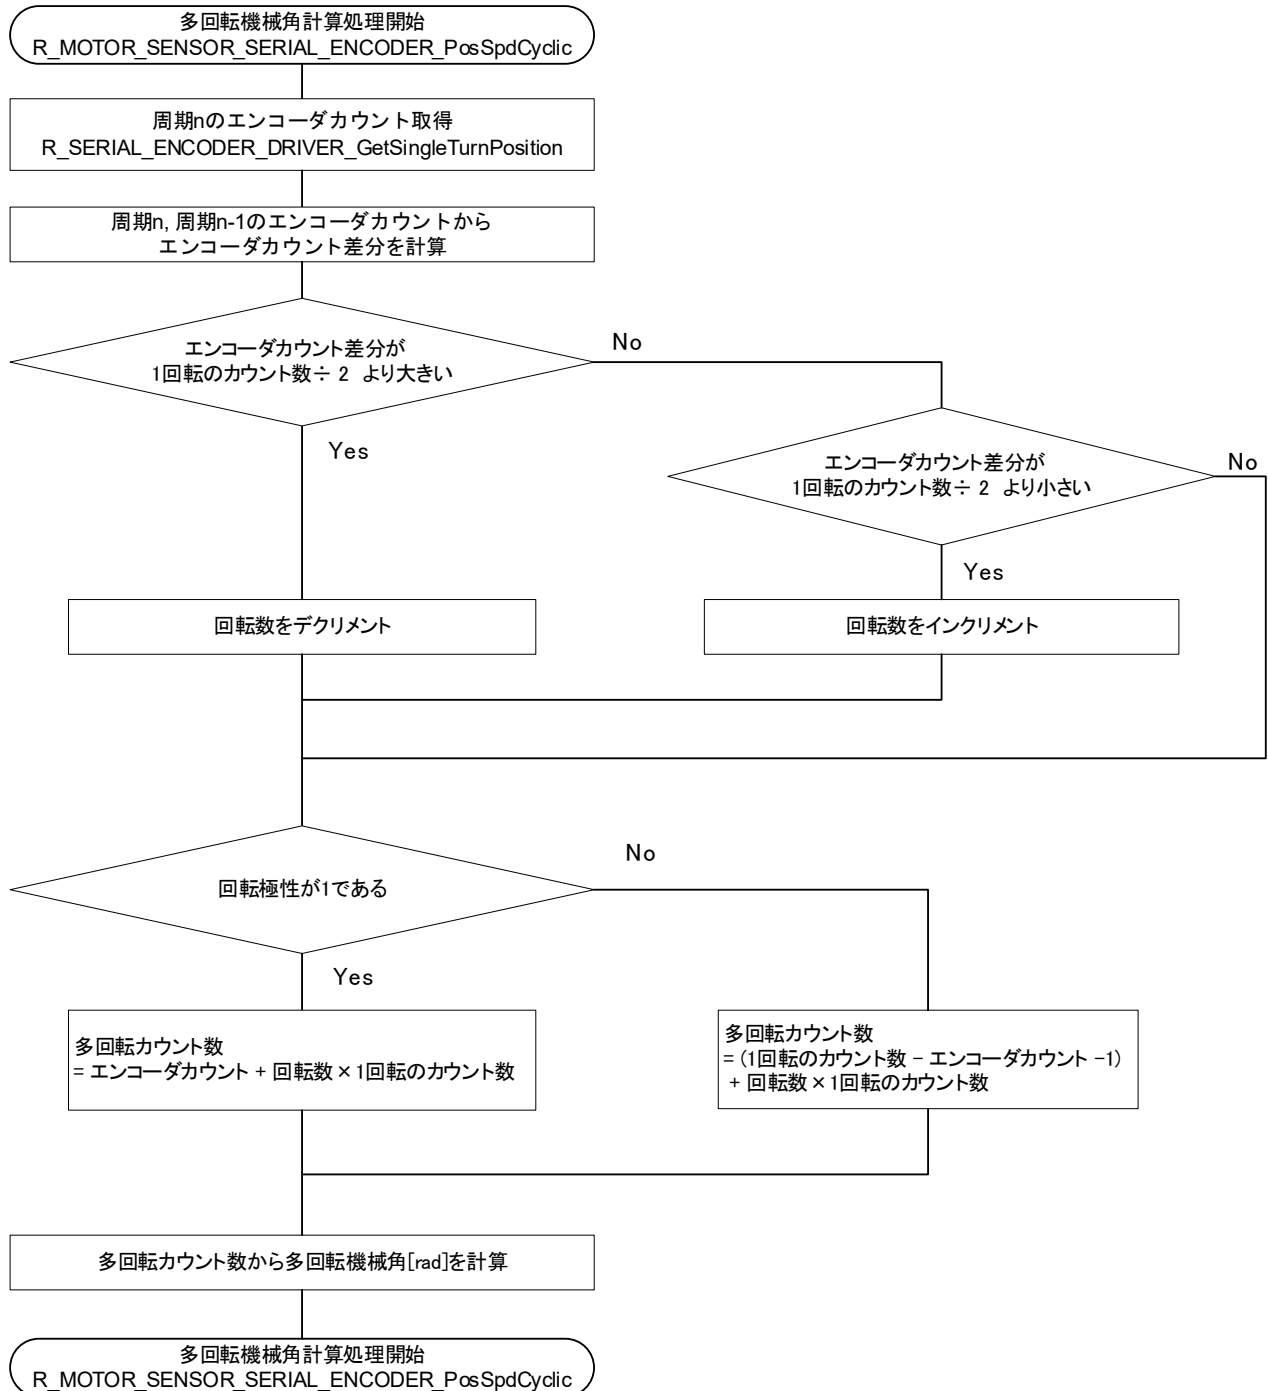 多回転機械角計算処理開始
R_MOTOR_SENSOR_SERIAL_ENCODER_PosSpdCyclic
周期nのエンコーダカウント取得
R_SERIAL_ENCODER_DRIVER_GetSingleTurnPosition
周期n, 周期n-1のエンコーダカウントから
エンコーダカウント差分を計算
エンコーダカウント差分が
1回転のカウント数÷ 2 より大きい
No
Yes
エンコーダカウント差分が
1回転のカウント数÷ 2 より小さい
No
Yes
回転数をデクリメント
回転数をインクリメント
回転極性が1である
No
Yes
多回転カウント数
= エンコーダカウント + 回転数×1回転のカウント数
多回転カウント数
= (1回転のカウント数 − エンコーダカウント −1)
+ 回転数×1回転のカウント数
多回転カウント数から多回転機械角[rad]を計算
多回転機械角計算処理開始
R_MOTOR_SENSOR_SERIAL_ENCODER_PosSpdCyclic